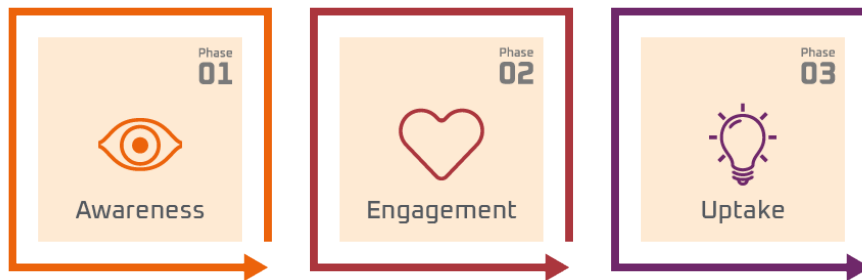 Phase
01
Awareness
Phase
02
Engagement
Phase
03
Uptake